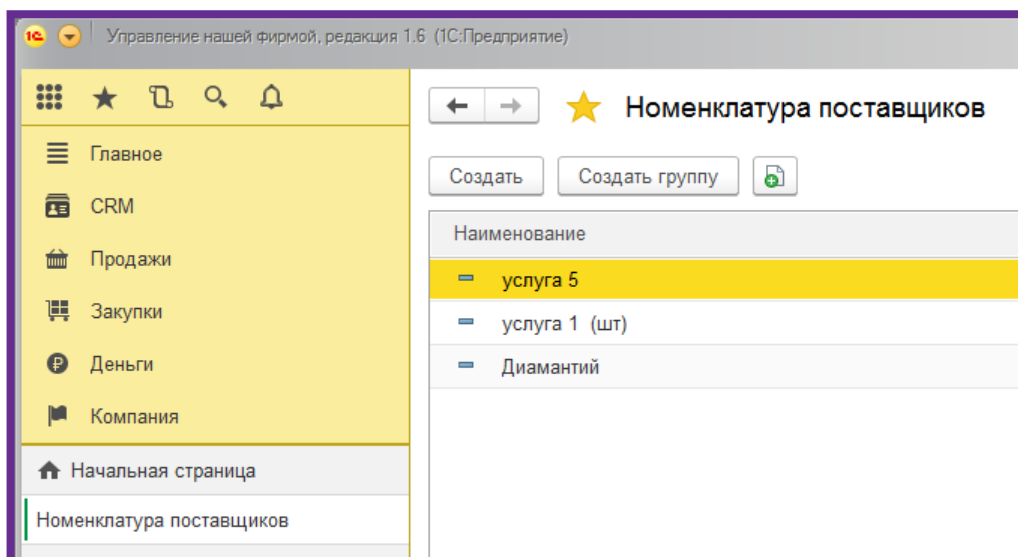 1С Управление нашей фирмой, редакция 1.6 (1С:Предприятие)
Главное
CRM
Продажи
Закупки
Деньги
Компания
Начальная страница
Номенклатура поставщиков
Номенклатура поставщиков
Создать
Создать группу
Наименование
услуга 5
услуга 1 (шт)
Диамантий